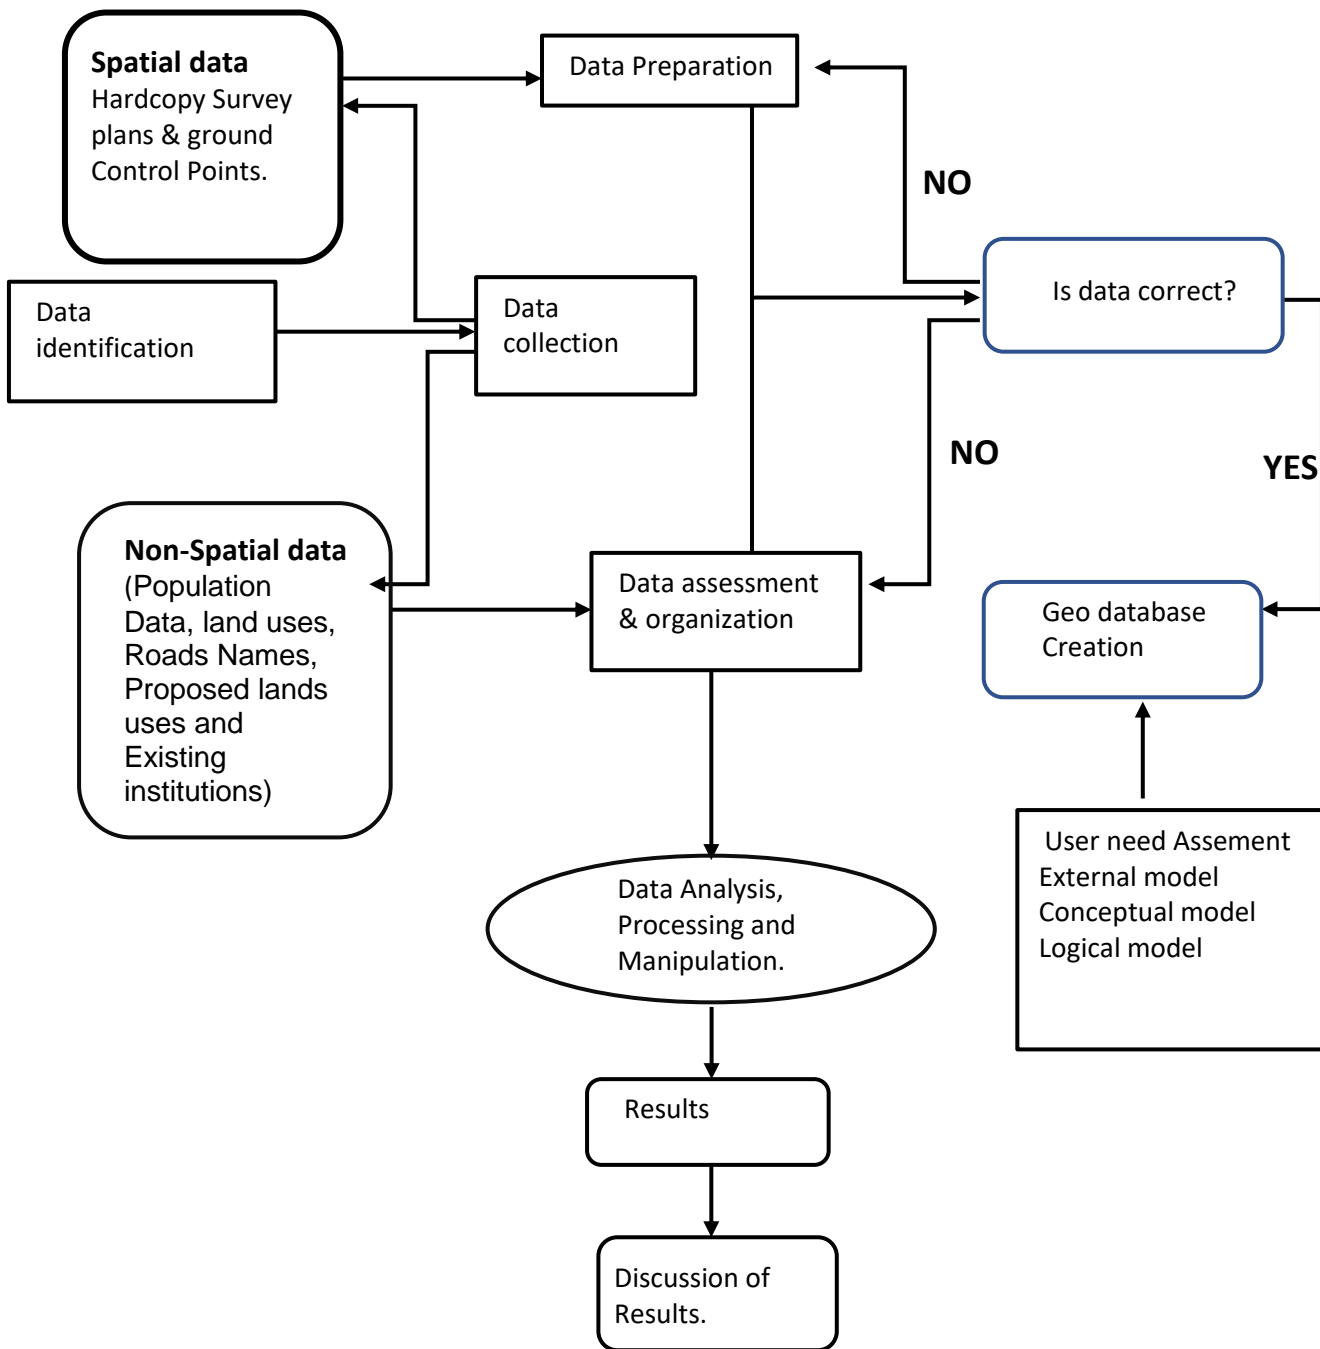 Spatial data
Hardcopy Survey
plans & ground
Control Points.
Data Preparation
NO
Is data correct?
Data
identification
Data
collection
NO
YES
Non-Spatial data
(Population
Data, land uses,
Roads Names,
Proposed lands
uses and
Existing
institutions)
Data assessment
& organization
Geo database
Creation
User need Assement
External model
Conceptual model
Logical model
Data Analysis,
Processing and
Manipulation.
Results
Discussion of
Results.